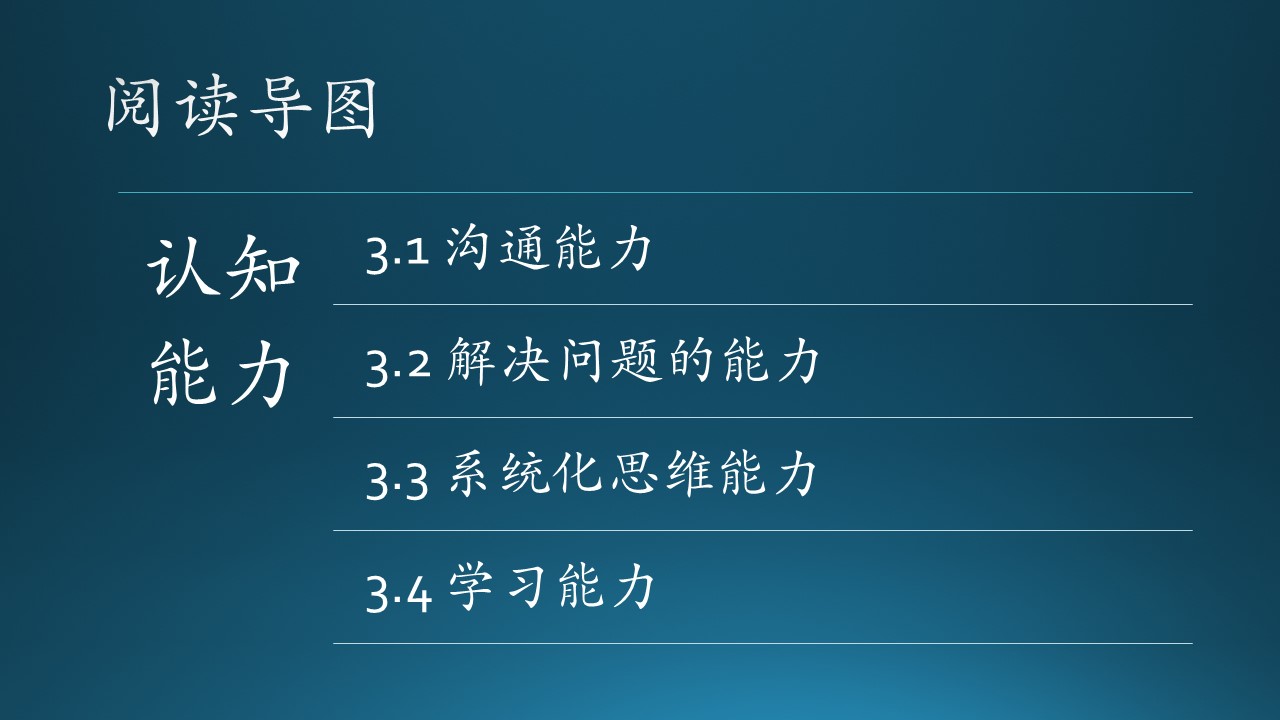 阅读导图
认知
能力
3.1 沟通能力
3.2 解决问题的能力
3.3 系统化思维能力
3.4 学习能力